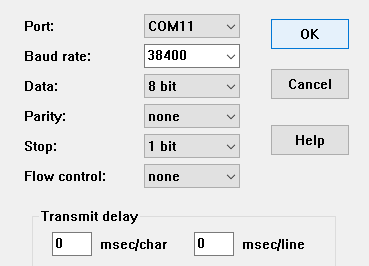 Port: COM11 OK
Baud rate: 38400
Data: 8 bit Cancel
Parity: none
Stop: 1 bit Help
Flow control: none
Transmit delay
0 msec/char 0 msec/line